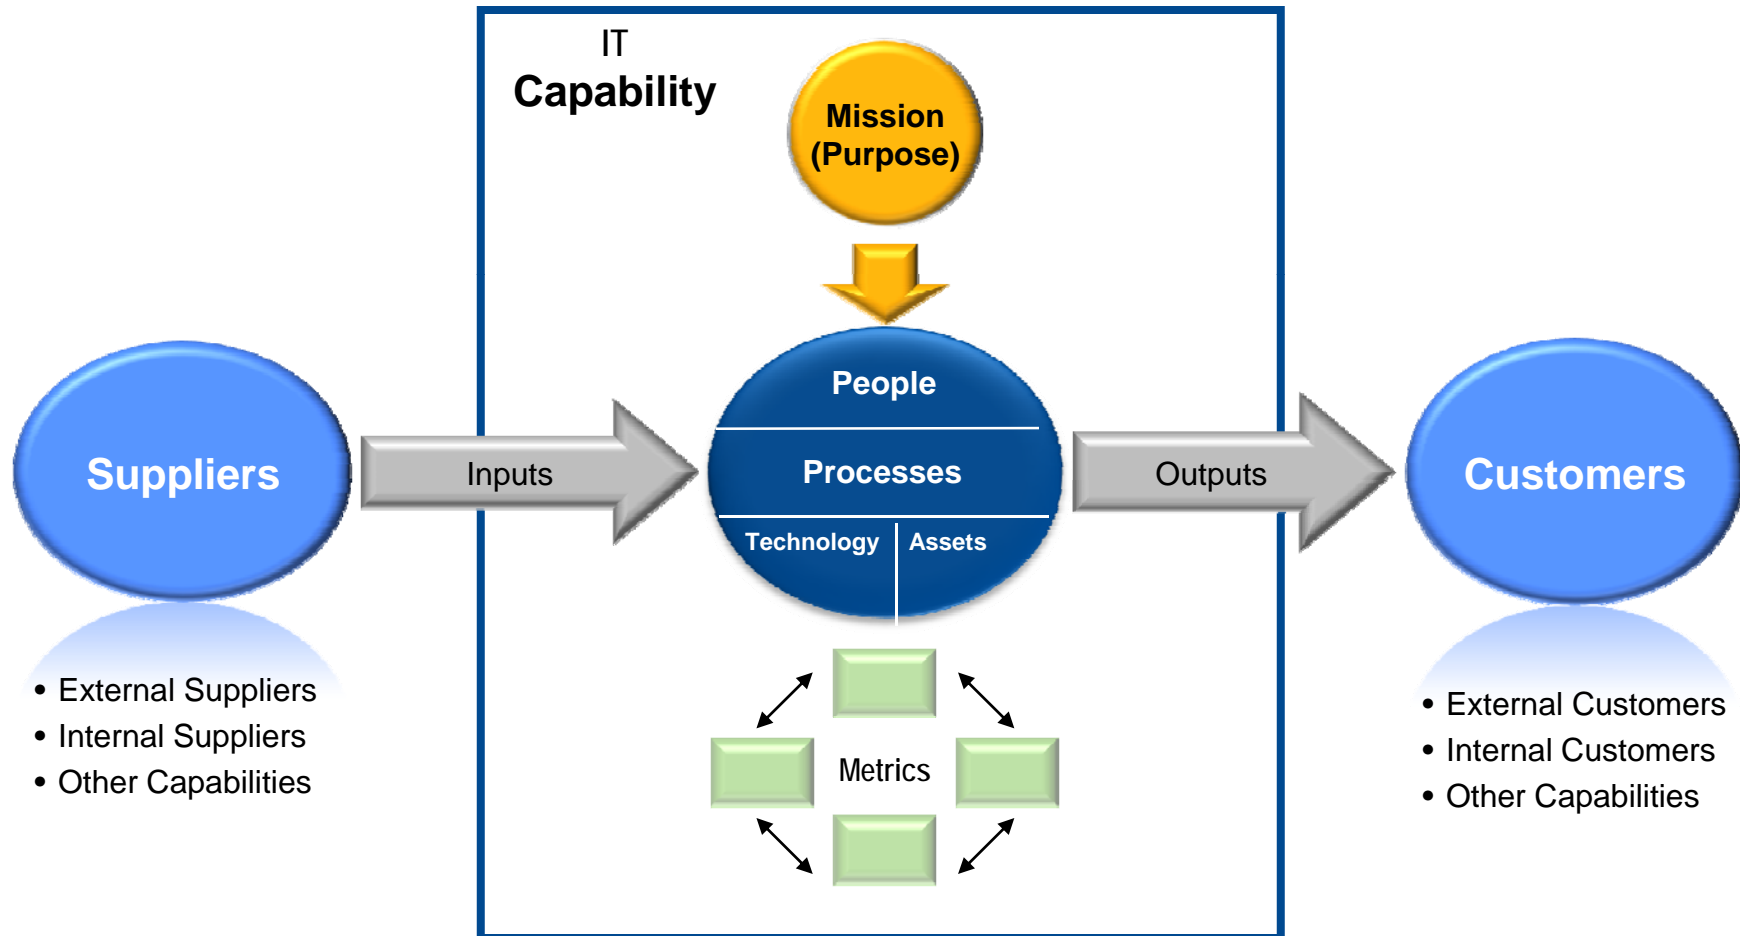 IT
Capability
Mission
(Purpose)
People
Suppliers
Inputs
Processes
Outputs
Customers
Technology
Assets
• External Suppliers
• Internal Suppliers
• Other Capabilities
Metrics
• External Customers
• Internal Customers
• Other Capabilities